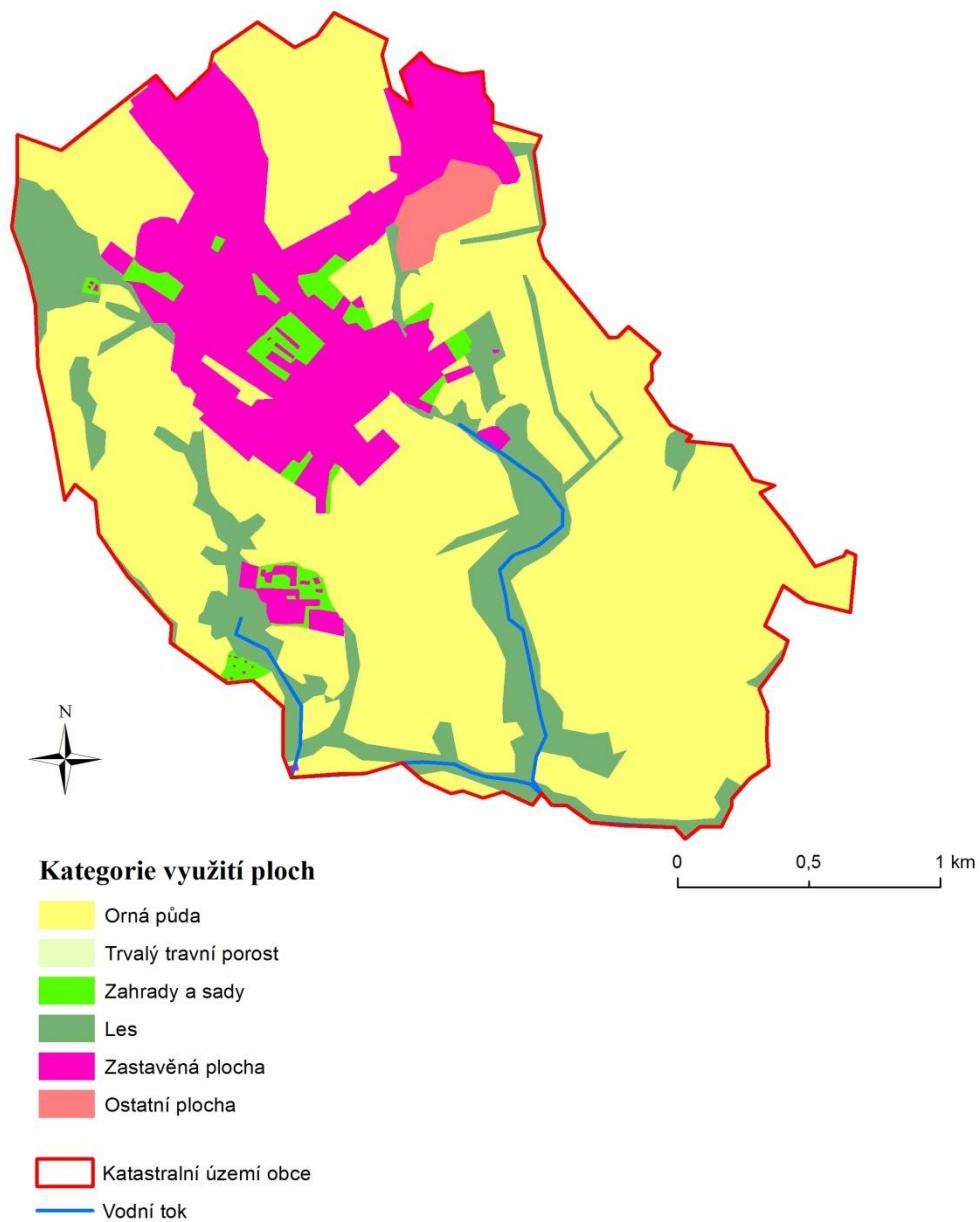 N
0 0,5 1 km
Kategorie využití ploch
Orná půda
Trvalý travní porost
Zahrady a sady
Les
Zastavěná plocha
Ostatní plocha
Katastralní území obce
Vodní tok